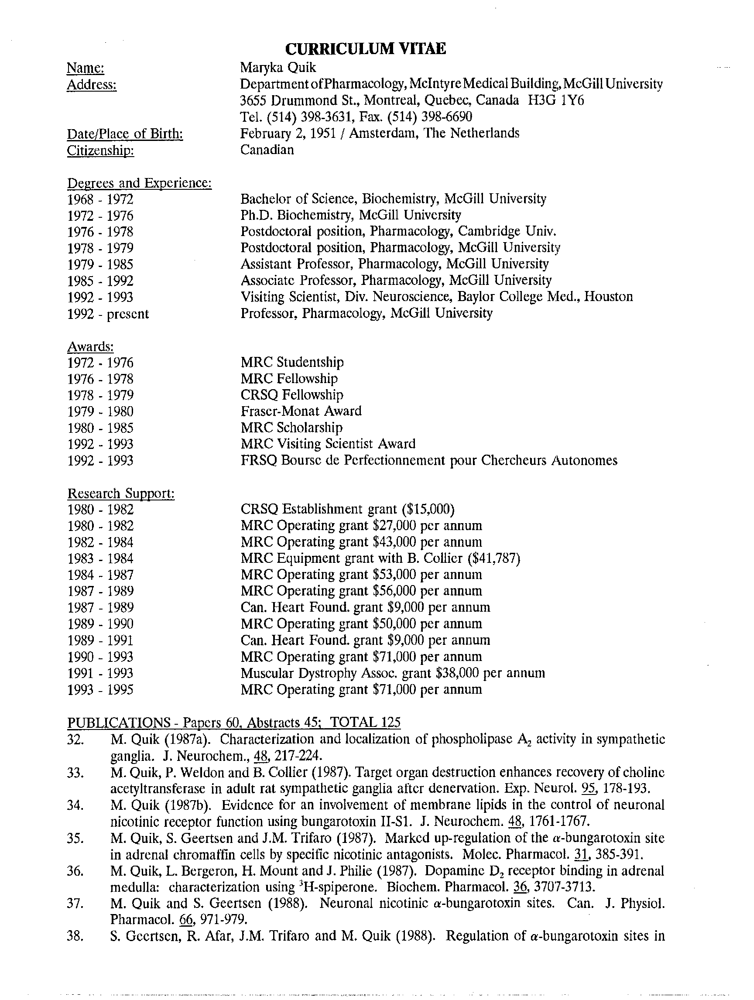 CURRICULUM VITAE
Name: Maryka Quik
Address: Department of Pharmacology, McIntyre Medical Building, McGill University
3655 Drummond St., Montreal, Quebec, Canada H3G 1Y6
Tel. (514) 398-3631, Fax. (514) 398-6690
Date/Place of Birth: February 2, 1951 / Amsterdam, The Netherlands
Citizenship: Canadian
Degrees and Experience:
1968 - 1972 Bachelor of Science, Biochemistry, McGill University
1972 - 1976 Ph.D. Biochemistry, McGill University
1976 - 1978 Postdoctoral position, Pharmacology, Cambridge Univ.
1978 - 1979 Postdoctoral position, Pharmacology, McGill University
1979 - 1985 Assistant Professor, Pharmacology, McGill University
1985 - 1992 Associate Professor, Pharmacology, McGill University
1992 - 1993 Visiting Scientist, Div. Neuroscience, Baylor College Med., Houston
1992 - present Professor, Pharmacology, McGill University
Awards:
1972 - 1976 MRC Studentship
1976 - 1978 MRC Fellowship
1978 - 1979 CRSQ Fellowship
1979 - 1980 Fraser-Monat Award
1980 - 1985 MRC Scholarship
1992 - 1993 MRC Visiting Scientist Award
1992 - 1993 FRSQ Bourse de Perfectionnement pour Chercheurs Autonomes
Research Support:
1980 - 1982 CRSQ Establishment grant ($15,000)
1980 - 1982 MRC Operating grant $27,000 per annum
1982 - 1984 MRC Operating grant $43,000 per annum
1983 - 1984 MRC Equipment grant with B. Collier ($41,787)
1984 - 1987 MRC Operating grant $53,000 per annum
1987 - 1989 MRC Operating grant $56,000 per annum
1987 - 1989 Can. Heart Found. grant $9,000 per annum
1989 - 1990 MRC Operating grant $50,000 per annum
1989 - 1991 Can. Heart Found. grant $9,000 per annum
1990 - 1993 MRC Operating grant $71,000 per annum
1991 - 1993 Muscular Dystrophy Assoc. grant $38,000 per annum
1993 - 1995 MRC Operating grant $71,000 per annum
PUBLICATIONS - Papers 60, Abstracts 45; TOTAL 125
32. M. Quik (1987a). Characterization and localization of phospholipase A₂ activity in sympathetic
ganglia. J. Neurochem., 48, 217-224.
33. M. Quik, P. Weldon and B. Collier (1987). Target organ destruction enhances recovery of choline
acetyltransferase in adult rat sympathetic ganglia after denervation. Exp. Neurol. 95, 178-193.
34. M. Quik (1987b). Evidence for an involvement of membrane lipids in the control of neuronal
nicotinic receptor function using bungarotoxin II-S1. J. Neurochem. 48, 1761-1767.
35. M. Quik, S. Geertsen and J.M. Trifaro (1987). Marked up-regulation of the α-bungarotoxin site
in adrenal chromaffin cells by specific nicotinic antagonists. Molec. Pharmacol. 31, 385-391.
36. M. Quik, L. Bergeron, H. Mount and J. Philie (1987). Dopamine D₂ receptor binding in adrenal
medulla: characterization using ³H-spiperone. Biochem. Pharmacol. 36, 3707-3713.
37. M. Quik and S. Geertsen (1988). Neuronal nicotinic α-bungarotoxin sites. Can. J. Physiol.
Pharmacol. 66, 971-979.
38. S. Geertsen, R. Afar, J.M. Trifaro and M. Quik (1988). Regulation of α-bungarotoxin sites in